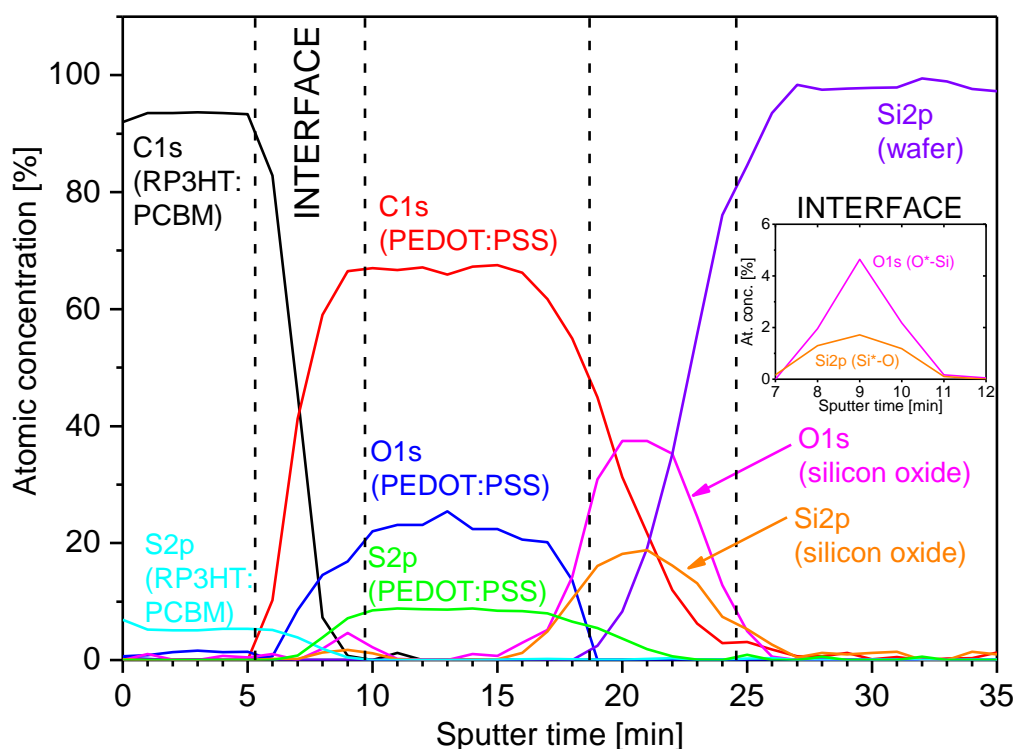 Atomic concentration [%]
100
80
60
40
20
0
C1s
(RP3HT:
PCBM)
INTERFACE
C1s
(PEDOT:PSS)
O1s
(PEDOT:PSS)
S2p
(PEDOT:PSS)
S2p
(RP3HT:
PCBM)
Si2p
(wafer)
INTERFACE
At. conc. [%]
6
4
2
0
O1s (O*-Si)
Si2p (Si*-O)
7 8 9 10 11 12
Sputter time [min]
O1s
(silicon oxide)
Si2p
(silicon oxide)
0 5 10 15 20 25 30 35
Sputter time [min]